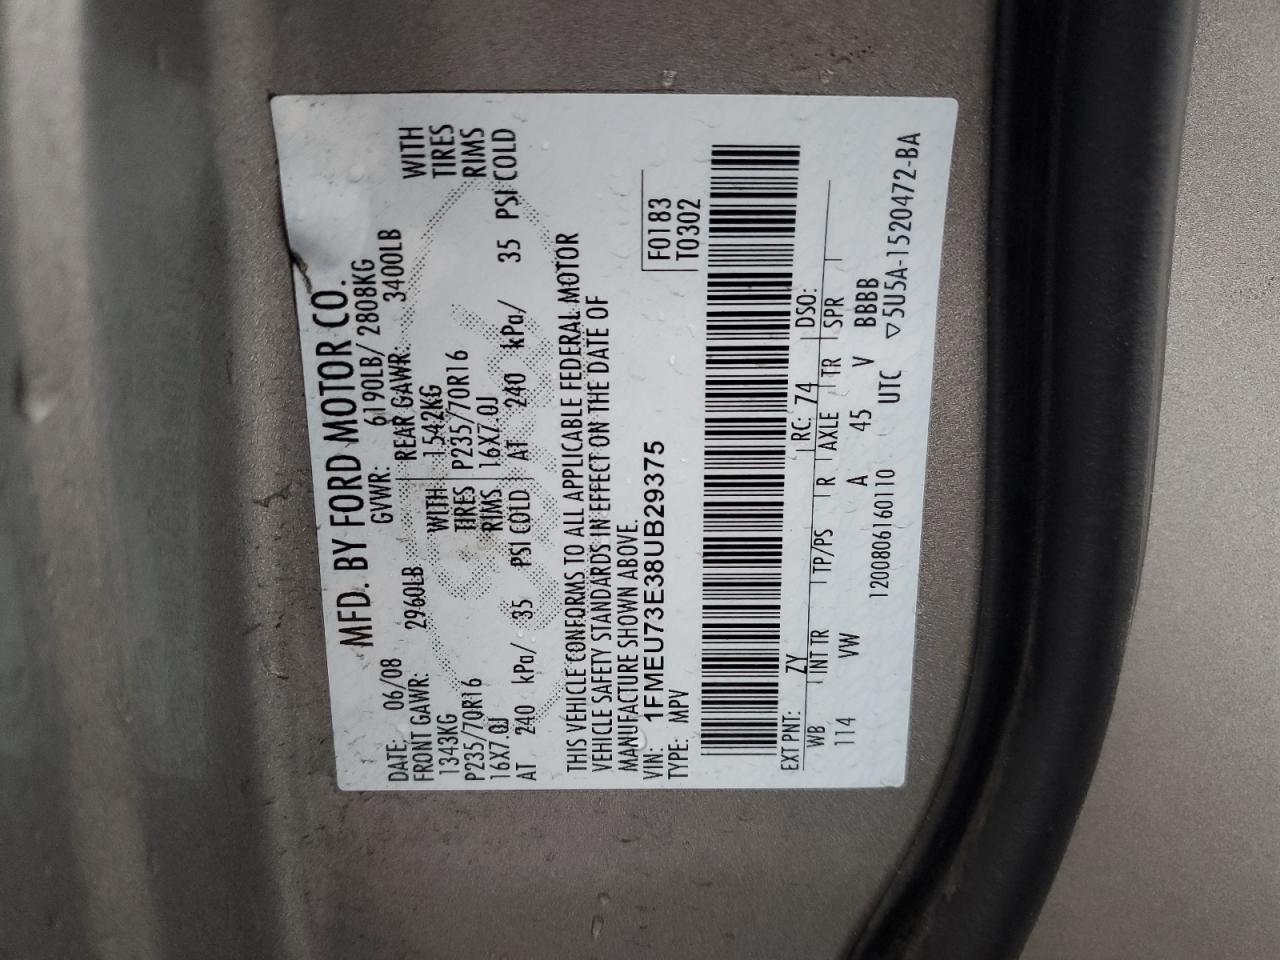 MFD. BY FORD MOTOR CO.
DATE: 06/08 GVWR: 6190LB/ 2808KG
FRONT GAWR: 2960LB REAR GAWR: 3400LB
1343KG WITH 1542KG WITH
P235/70R16 TIRES P235/70R16 TIRES
16X7.0J RIMS 16X7.0J RIMS
AT 240 kPa/ 35 PSI COLD AT 240 kPa/ 35 PSI COLD
THIS VEHICLE CONFORMS TO ALL APPLICABLE FEDERAL MOTOR
VEHICLE SAFETY STANDARDS IN EFFECT ON THE DATE OF
MANUFACTURE SHOWN ABOVE.
VIN: 1FMEU73E38UB29375 F0183
TYPE: MPV T0302
EXT PNT: ZY RC: 74 DSO:
WB INT TR TP/PS R AXLE TR SPR
114 VW A 45 V BBBB
1200806160110 UTC ▽5U5A-1520472-BA